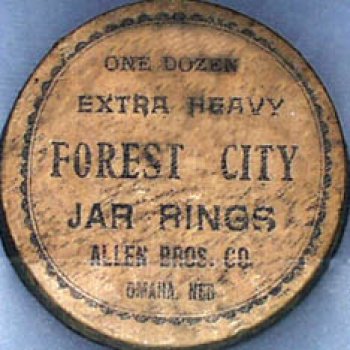 ONE DOZEN
EXTRA HEAVY
FOREST CITY
JAR RINGS
ALLEN BROS. CO.
OMAHA, NEB